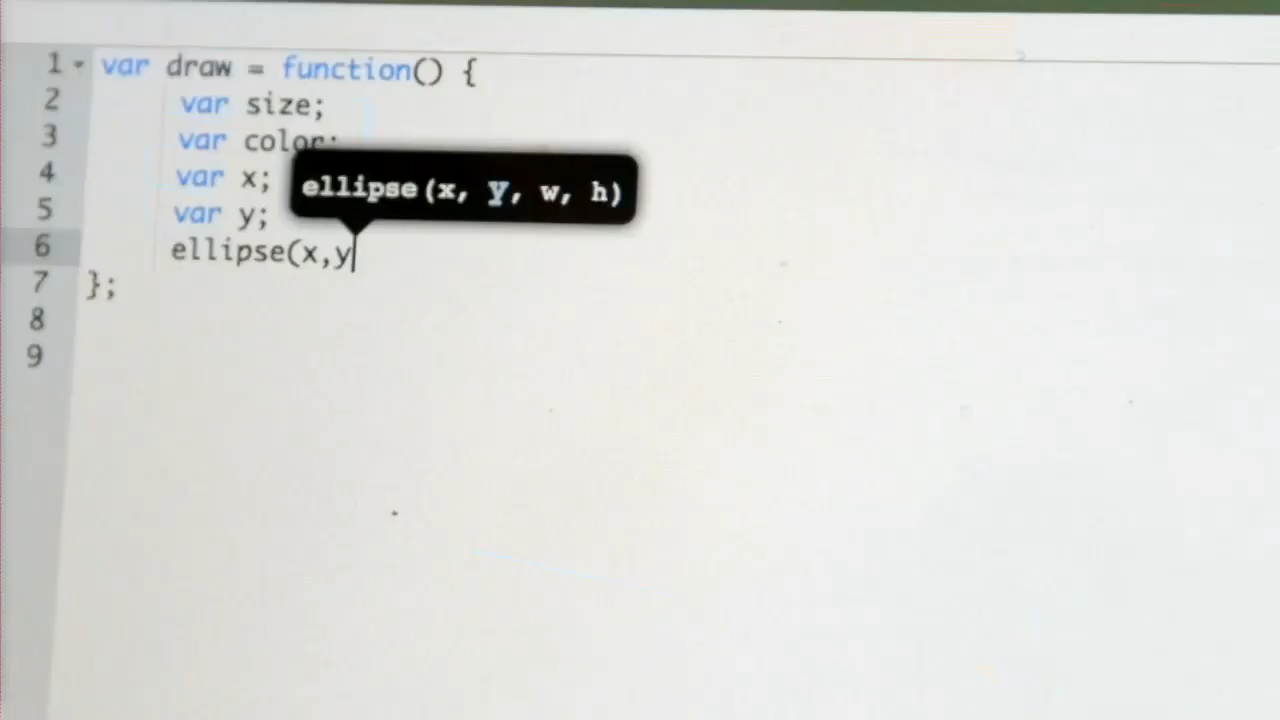 1 var draw = function() {
2 var size;
3 var color;
4 var x;
ellipse(x, y, w, h)
5 var y;
6 ellipse(x,y
7 };
8
9